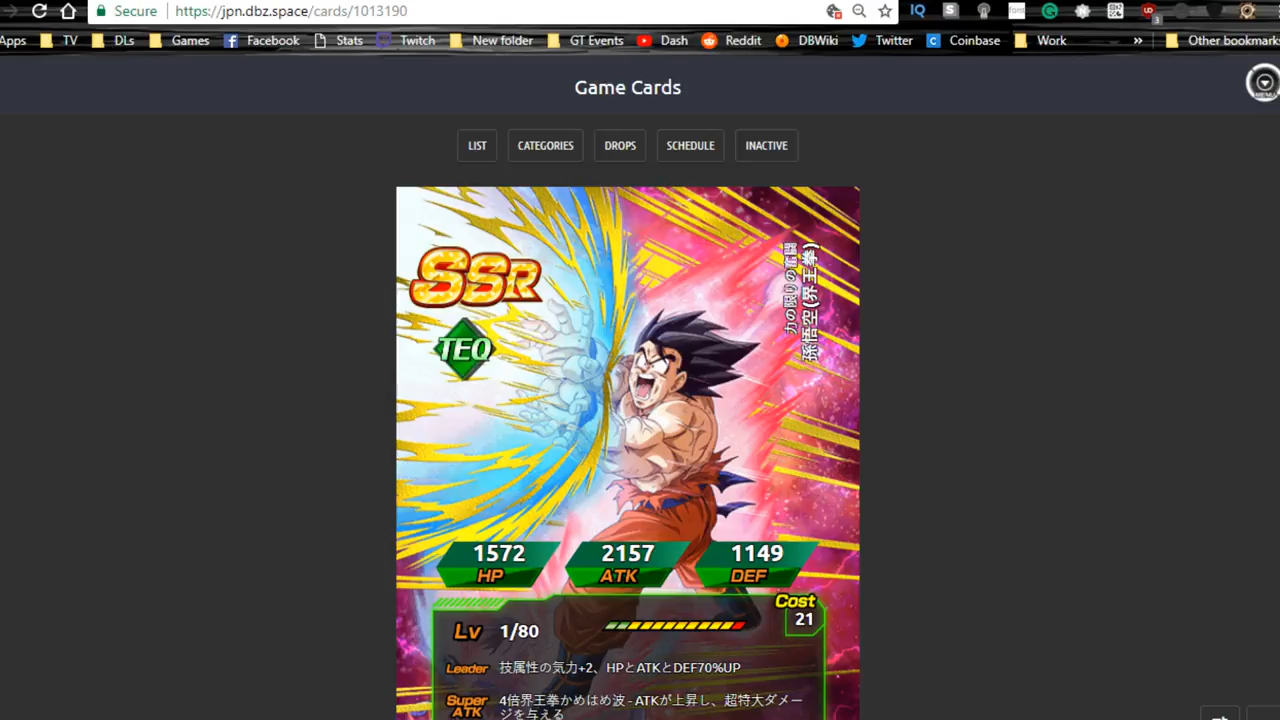 Secure
https://jpn.dbz.space/cards/1013190
IQ
S
3
Apps TV DLs Games Facebook Stats Twitch New folder GT Events Dash Reddit DBWiki Twitter Coinbase Work » Other bookmarks
Game Cards
MENU
LIST CATEGORIES DROPS SCHEDULE INACTIVE
SSR
TEQ
力の限りの奮闘
孫悟空(界王拳)
1572 2157 1149
HP ATK DEF
Cost
21
Lv 1/80
Leader 技属性の気力+2、HPとATKとDEF70%UP
Super ATK 4倍界王拳かめはめ波 - ATKが上昇し、超特大ダメー
ジを与える